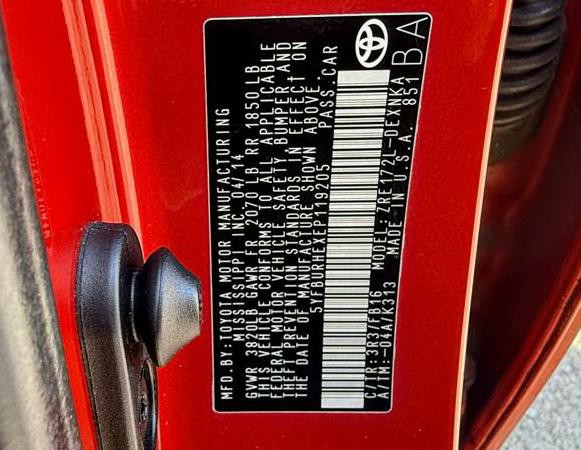 MFD. BY: TOYOTA MOTOR MANUFACTURING
MISSISSIPPI, INC. 04/14
GVWR 3820LB GAWR FR 2070 LB RR 1850 LB
THIS VEHICLE CONFORMS TO ALL APPLICABLE
FEDERAL MOTOR VEHICLE SAFETY, BUMPER, AND
THEFT PREVENTION STANDARDS IN EFFECT ON
THE DATE OF MANUFACTURE SHOWN ABOVE.
5YFBURHEXEP119205 PASS. CAR
C/TR: 3R3/FB16 ZRE172L-DEXNKA
A/TM: -04A/K313 MADE IN U.S.A. 851
BA